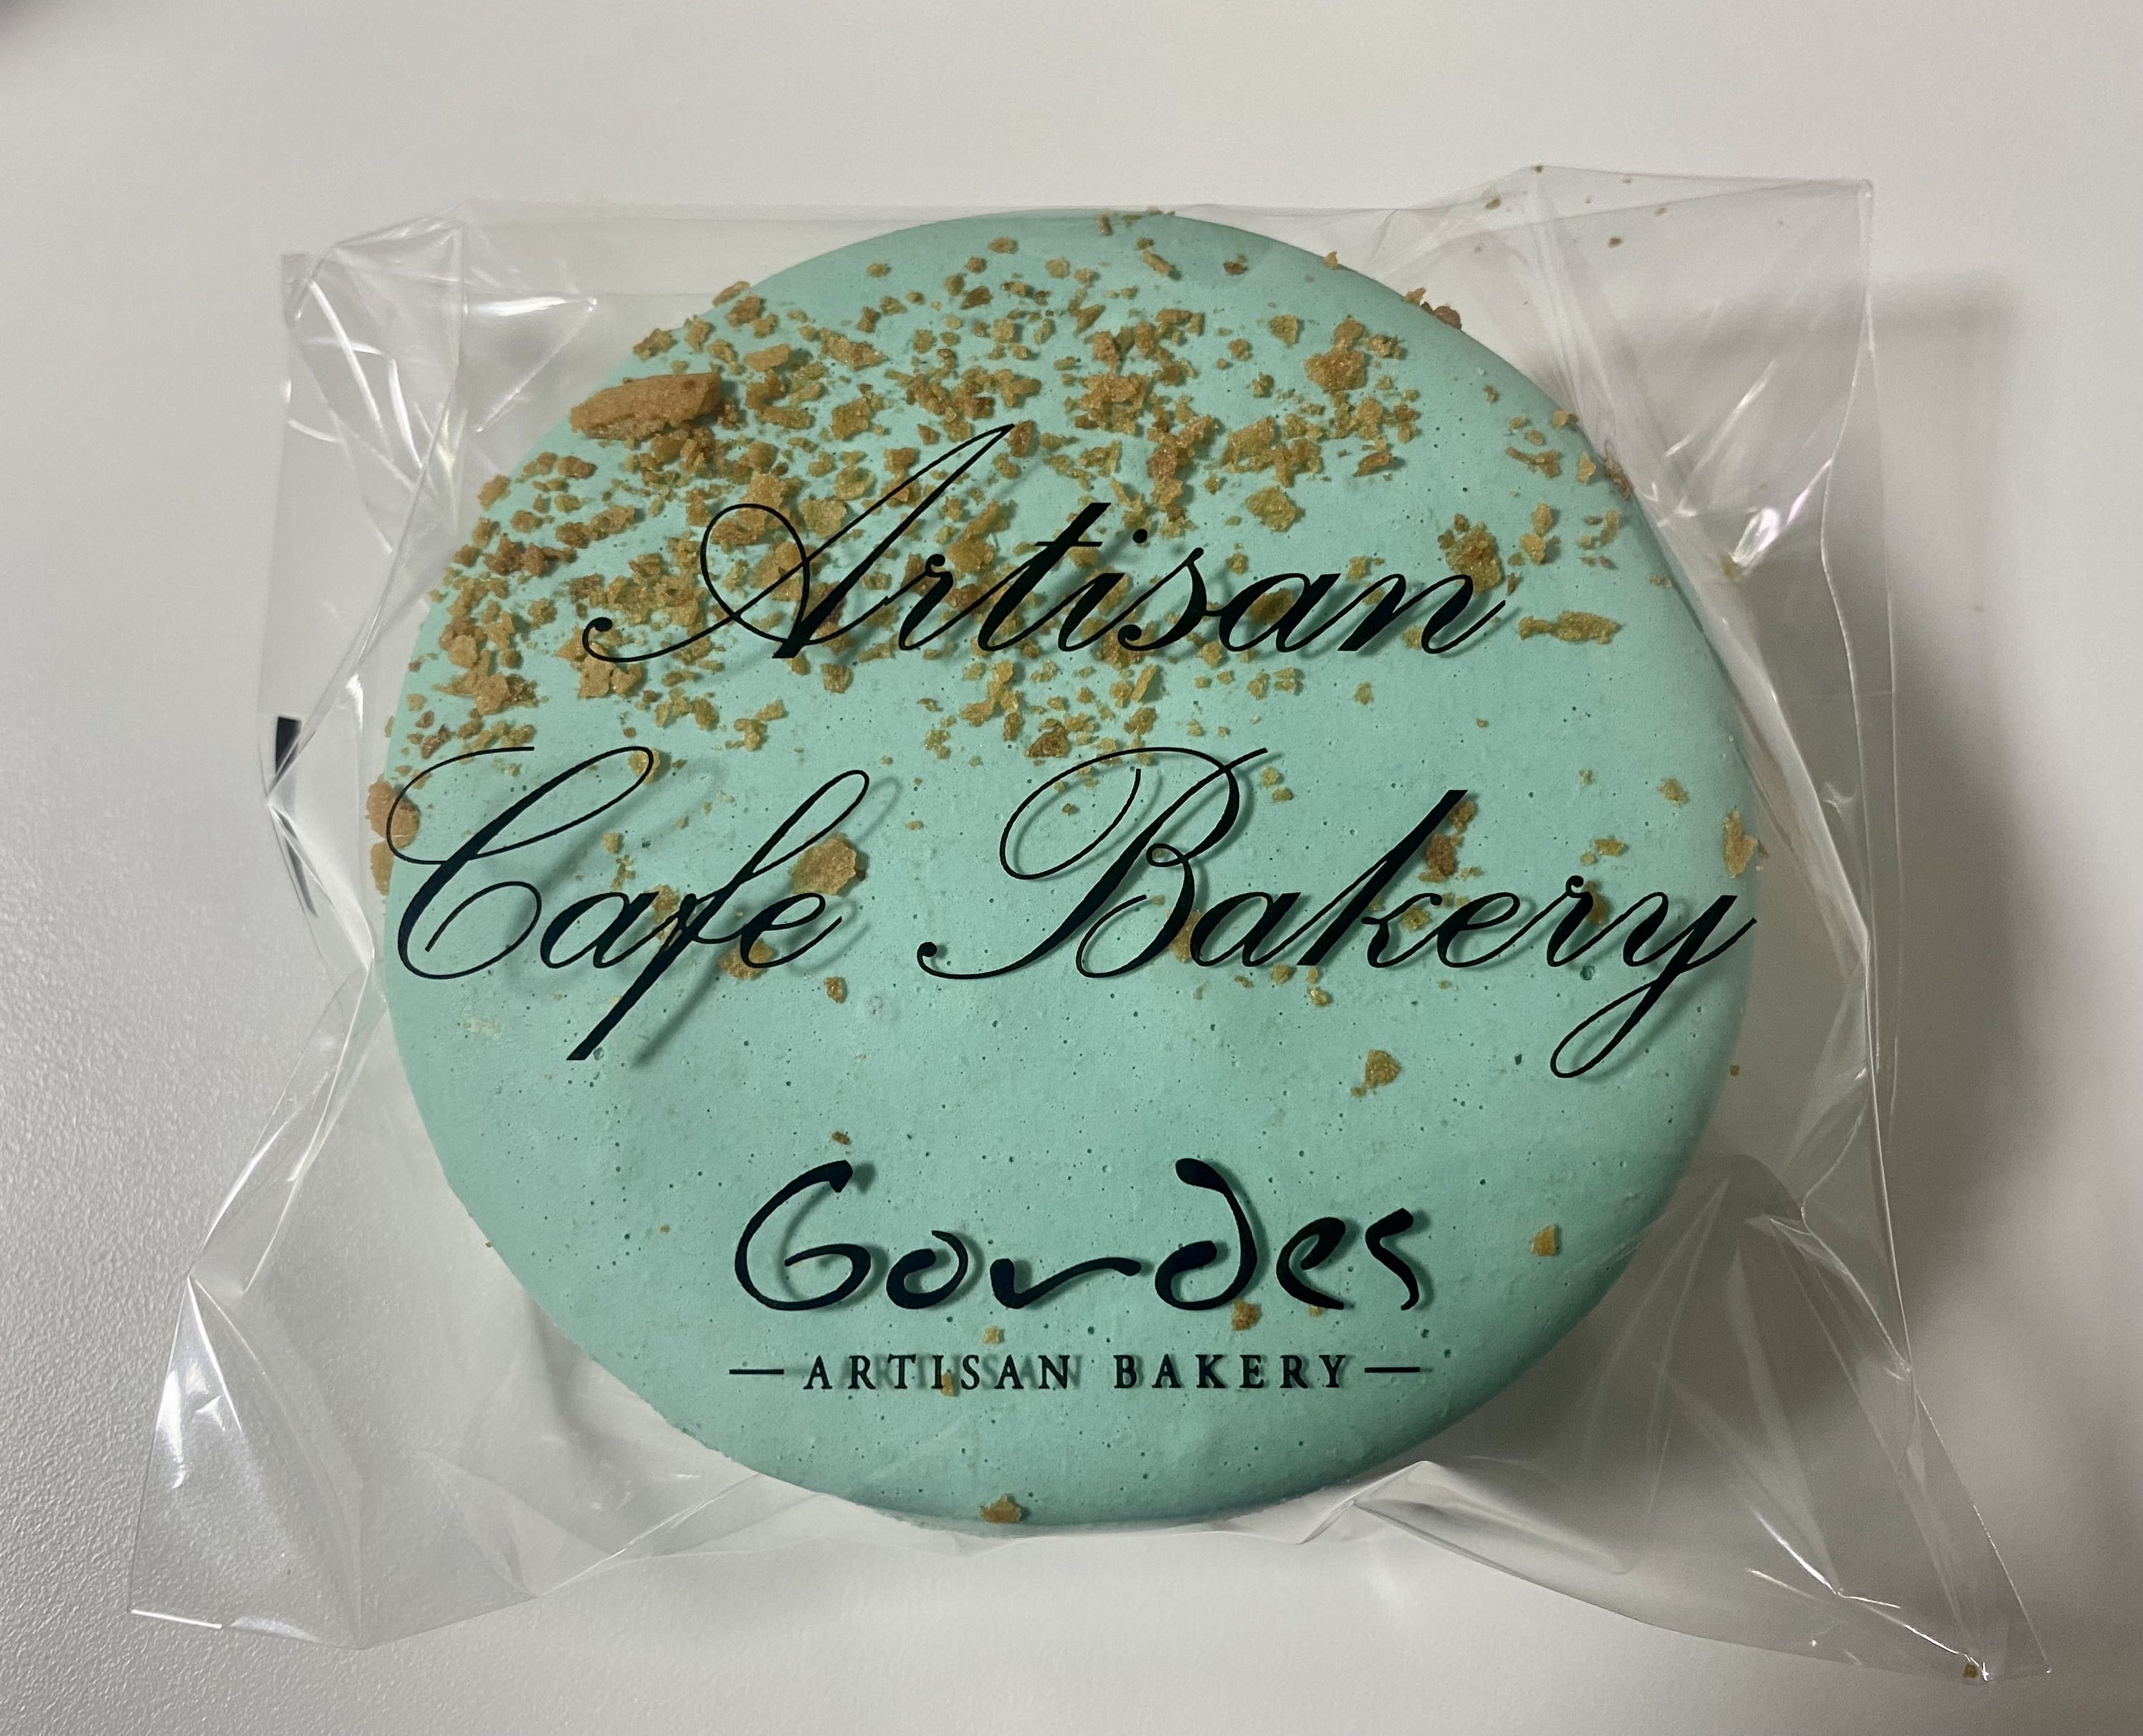 Artisan
Cafe Bakery
Gordes
— ARTISAN BAKERY —